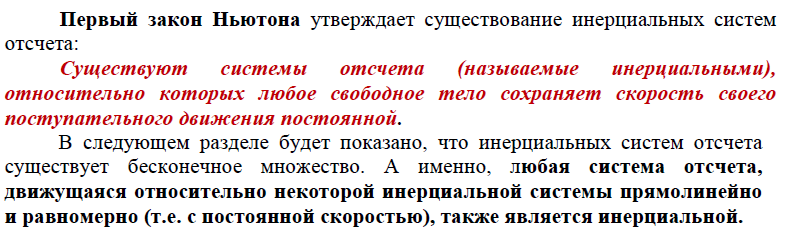 Первый закон Ньютона утверждает существование инерциальных систем
отсчета:
Существуют системы отсчета (называемые инерциальными),
относительно которых любое свободное тело сохраняет скорость своего
поступательного движения постоянной.
В следующем разделе будет показано, что инерциальных систем отсчета
существует бесконечное множество. А именно, любая система отсчета,
движущаяся относительно некоторой инерциальной системы прямолинейно
и равномерно (т.е. с постоянной скоростью), также является инерциальной.